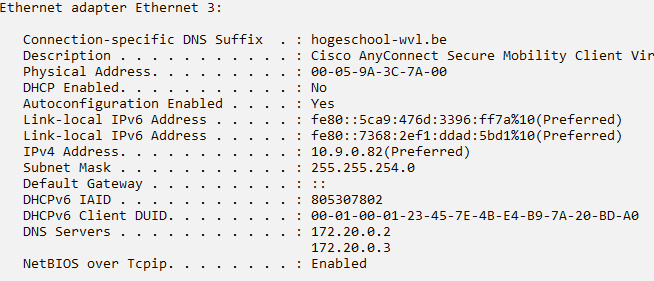 Ethernet adapter Ethernet 3:
Connection-specific DNS Suffix  . : hogeschool-wvl.be
Description . . . . . . . . . . . : Cisco AnyConnect Secure Mobility Client Vir
Physical Address. . . . . . . . . : 00-05-9A-3C-7A-00
DHCP Enabled. . . . . . . . . . . : No
Autoconfiguration Enabled . . . . : Yes
Link-local IPv6 Address . . . . . : fe80::5ca9:476d:3396:ff7a%10(Preferred)
Link-local IPv6 Address . . . . . : fe80::7368:2ef1:ddad:5bd1%10(Preferred)
IPv4 Address. . . . . . . . . . . : 10.9.0.82(Preferred)
Subnet Mask . . . . . . . . . . . : 255.255.254.0
Default Gateway . . . . . . . . . : ::
DHCPv6 IAID . . . . . . . . . . . : 805307802
DHCPv6 Client DUID. . . . . . . . : 00-01-00-01-23-45-7E-4B-E4-B9-7A-20-BD-A0
DNS Servers . . . . . . . . . . . : 172.20.0.2
172.20.0.3
NetBIOS over Tcpip. . . . . . . . : Enabled